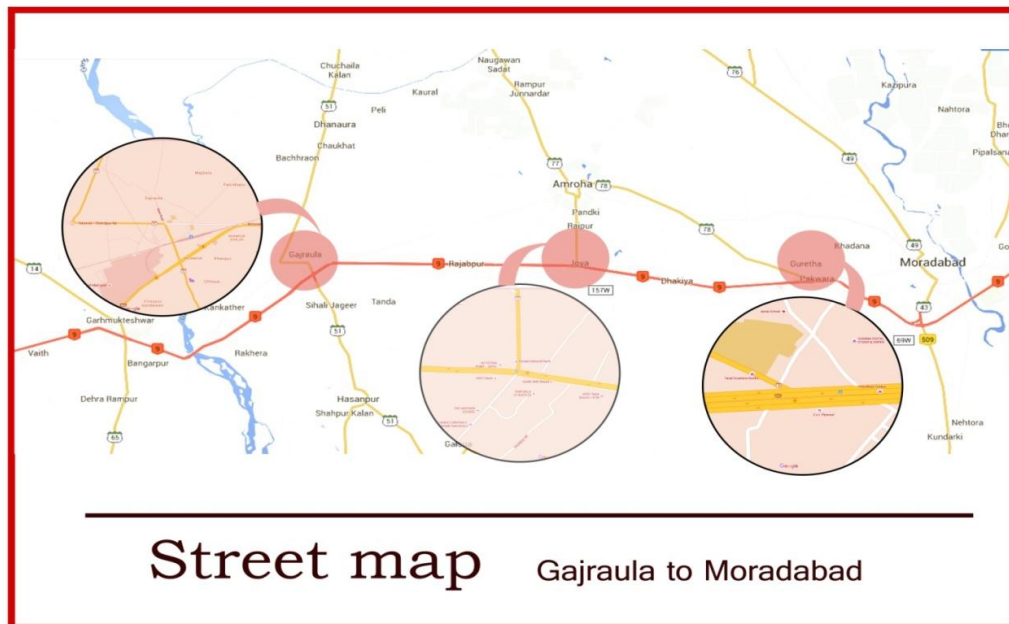 Naugawan
Sadat
Chuchaila
Kalan
76
Rampur
Junnardar
Kazipura
Kaural
51
Peli
Nahtora
Dhanaura
Chaukhat
Bachhraon
49
Pipalsana
77
Amroha
78
Pandki
Raipur
78
Khadana
49
Gajraula
9
Rajabpur
Joya
Guretha
Moradabad
14
9
Dhakiya
9
Pakwara
9
157W
9
43
Sihali Jageer
Tanda
Garhmukteshwar
9
51
69W
509
9
9
Vaith
Bangarpur
Rakhera
Dehra Rampur
Hasanpur
Shahpur Kalan
51
Nehtora
Kundarki
65
Street map
Gajraula to Moradabad